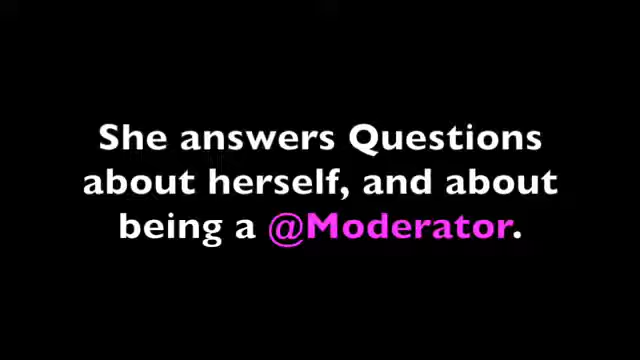 She answers Questions
about herself, and about
being a @Moderator.